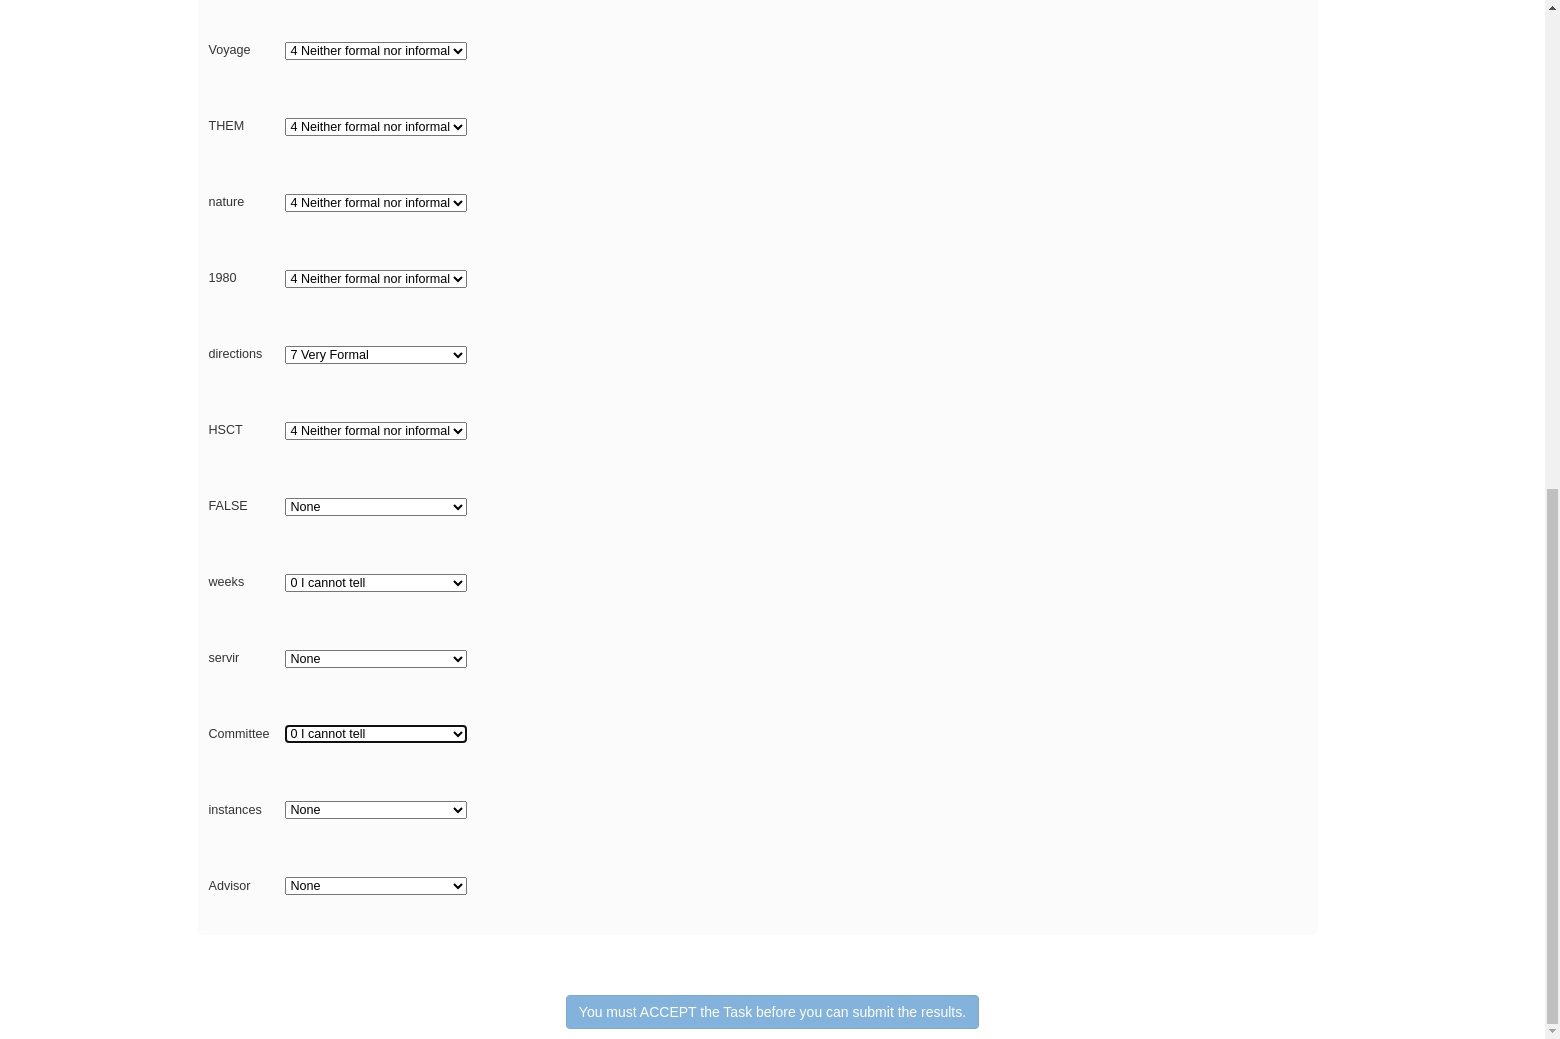 Voyage 4 Neither formal nor informal
THEM 4 Neither formal nor informal
nature 4 Neither formal nor informal
1980 4 Neither formal nor informal
directions 7 Very Formal
HSCT 4 Neither formal nor informal
FALSE None
weeks 0 I cannot tell
servir None
Committee 0 I cannot tell
instances None
Advisor None
You must ACCEPT the Task before you can submit the results.